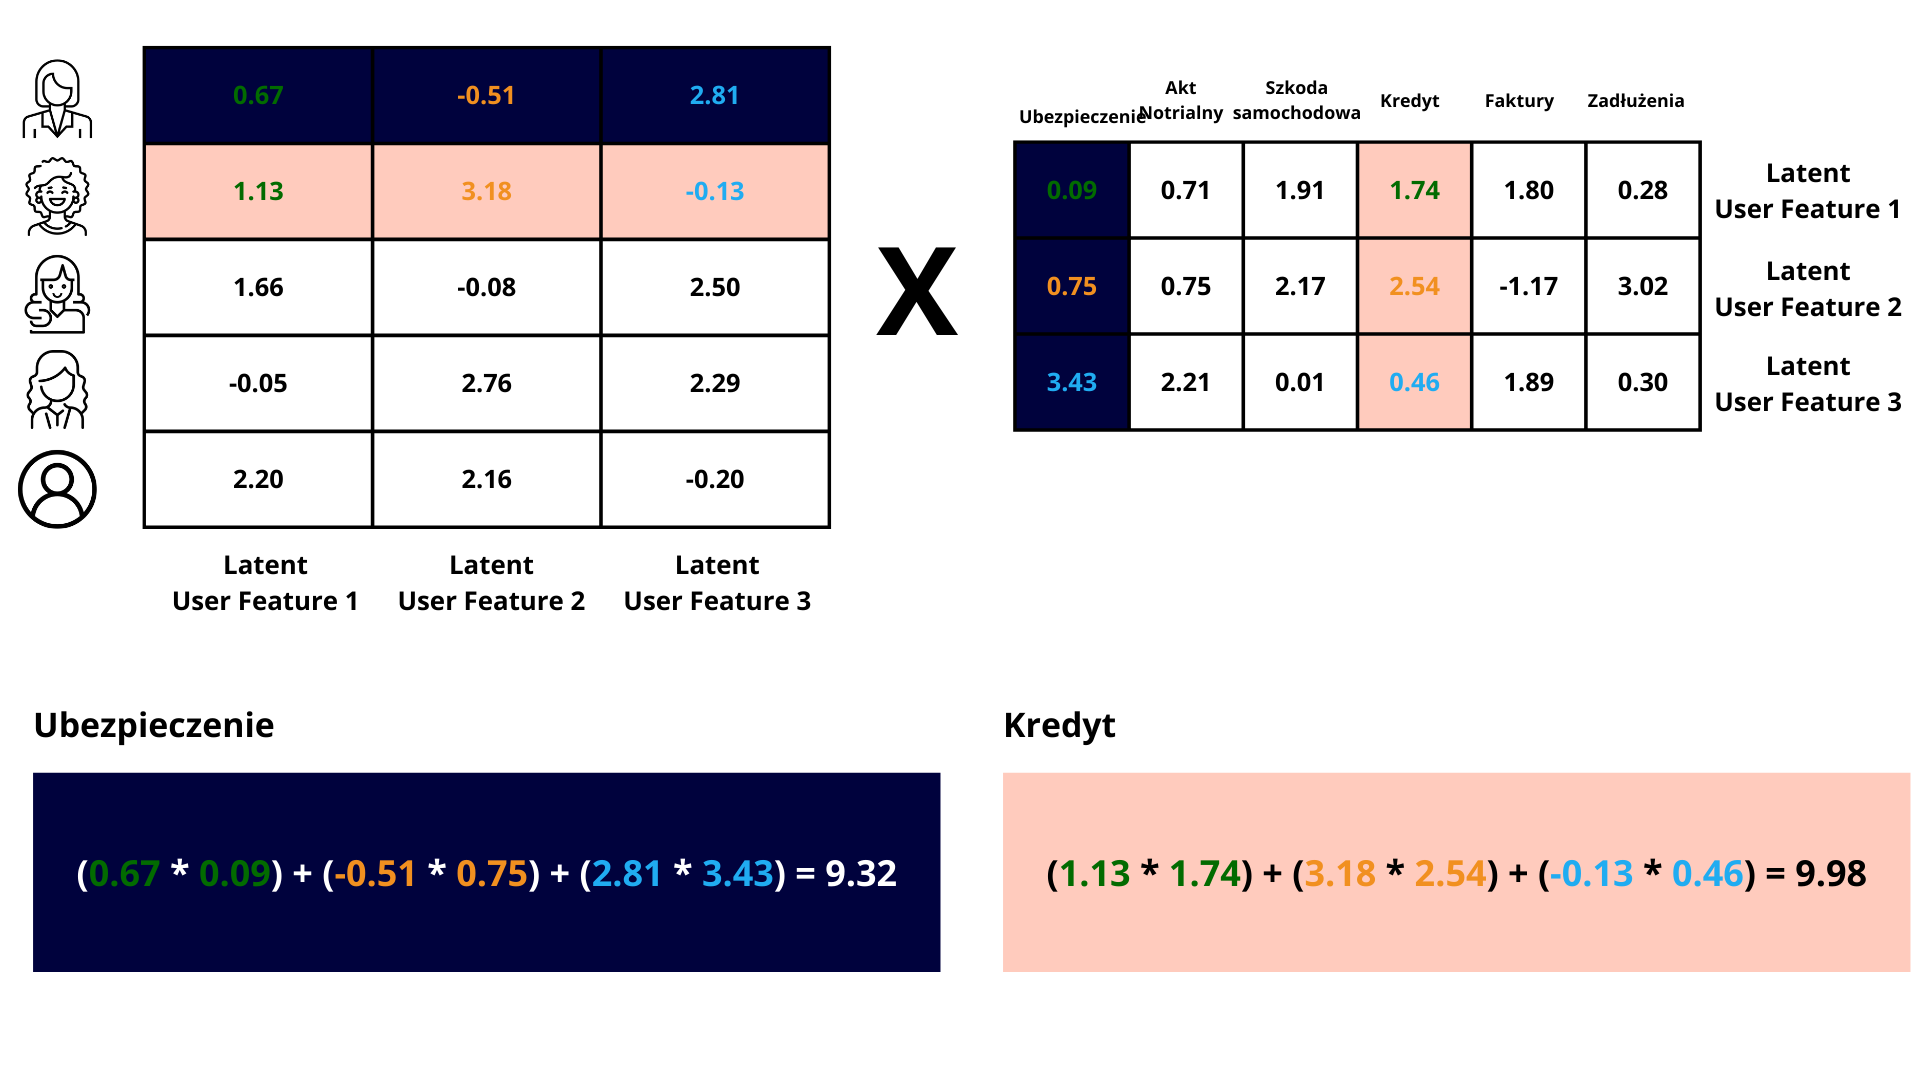 0.67 -0.51 2.81
1.13 3.18 -0.13
1.66 -0.08 2.50
-0.05 2.76 2.29
2.20 2.16 -0.20
Latent
User Feature 1
Latent
User Feature 2
Latent
User Feature 3
X
Ubezpieczenie
Akt
Notrialny
Szkoda
samochodowa
Kredyt
Faktury
Zadłużenia
0.09 0.71 1.91 1.74 1.80 0.28
Latent
User Feature 1
0.75 0.75 2.17 2.54 -1.17 3.02
Latent
User Feature 2
3.43 2.21 0.01 0.46 1.89 0.30
Latent
User Feature 3
Ubezpieczenie
(0.67 * 0.09) + (-0.51 * 0.75) + (2.81 * 3.43) = 9.32
Kredyt
(1.13 * 1.74) + (3.18 * 2.54) + (-0.13 * 0.46) = 9.98